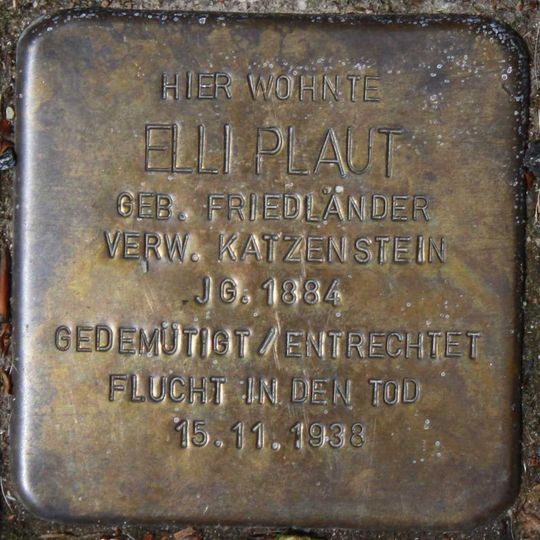 HIER WOHNTE
ELLI PLAUT
GEB. FRIEDLÄNDER
VERW. KATZENSTEIN
JG. 1884
GEDEMÜTIGT/ENTRECHTET
FLUCHT IN DEN TOD
15.11.1938